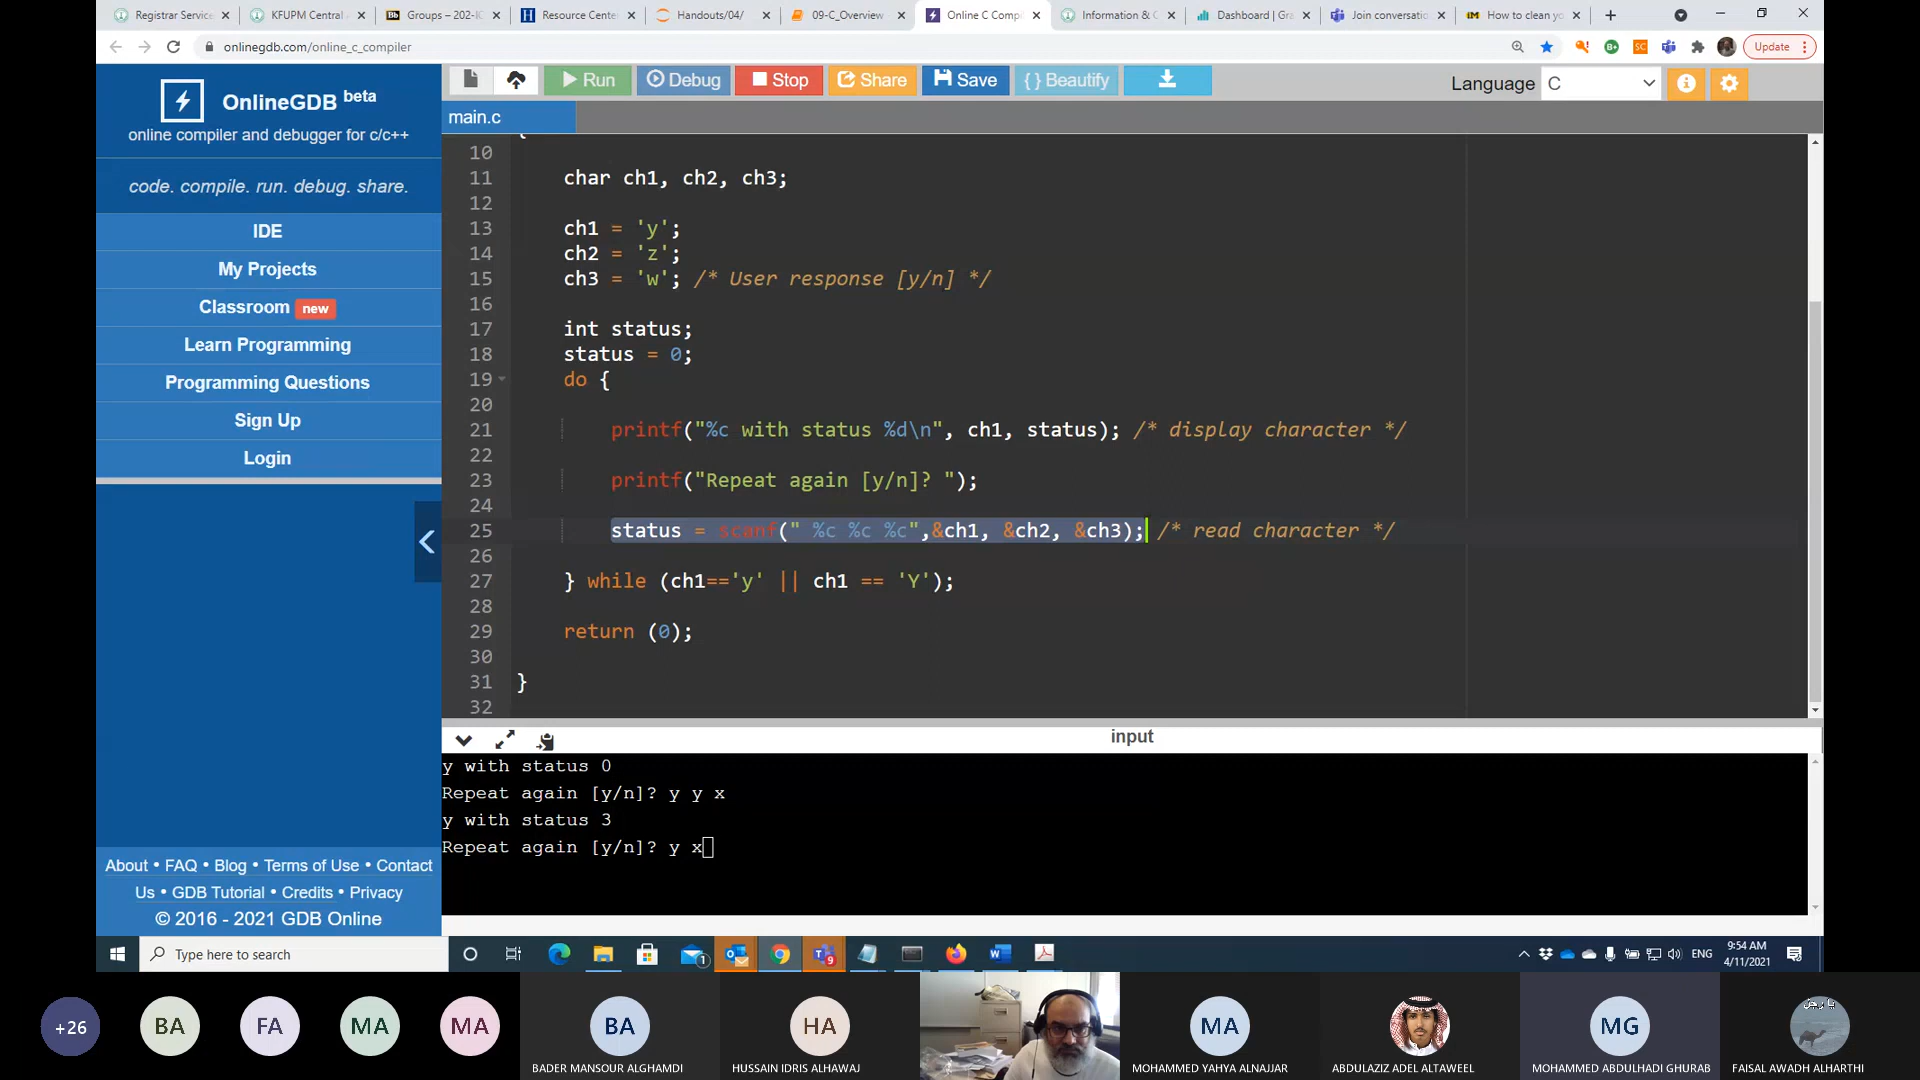 Registrar Service
KFUPM Central A
Groups – 202-IC
Resource Cente
Handouts/04/
09-C_Overview
Online C Compi
Information & C
Dashboard | Gra
Join conversatio
How to clean yo
onlinegdb.com/online_c_compiler
Update
OnlineGDB beta
online compiler and debugger for c/c++
code. compile. run. debug. share.
IDE
My Projects
Classroom new
Learn Programming
Programming Questions
Sign Up
Login
About • FAQ • Blog • Terms of Use • Contact
Us • GDB Tutorial • Credits • Privacy
© 2016 - 2021 GDB Online
Run
Debug
Stop
Share
Save
{ } Beautify
Language C
main.c
{
10
11 char ch1, ch2, ch3;
12
13 ch1 = 'y';
14 ch2 = 'z';
15 ch3 = 'w'; /* User response [y/n] */
16
17 int status;
18 status = 0;
19 do {
20
21 printf("%c with status %d\n", ch1, status); /* display character */
22
23 printf("Repeat again [y/n]? ");
24
25 status = scanf(" %c %c %c",&ch1, &ch2, &ch3); /* read character */
26
27 } while (ch1=='y' || ch1 == 'Y');
28
29 return (0);
30
31 }
32
input
y with status 0
Repeat again [y/n]? y y x
y with status 3
Repeat again [y/n]? y x
Type here to search
1
9
ENG
9:54 AM
4/11/2021
+26
BA
FA
MA
MA
BA
BADER MANSOUR ALGHAMDI
HA
HUSSAIN IDRIS ALHAWAJ
MA
MOHAMMED YAHYA ALNAJJAR
ABDULAZIZ ADEL ALTAWEEL
MG
MOHAMMED ABDULHADI GHURAB
FAISAL AWADH ALHARTHI